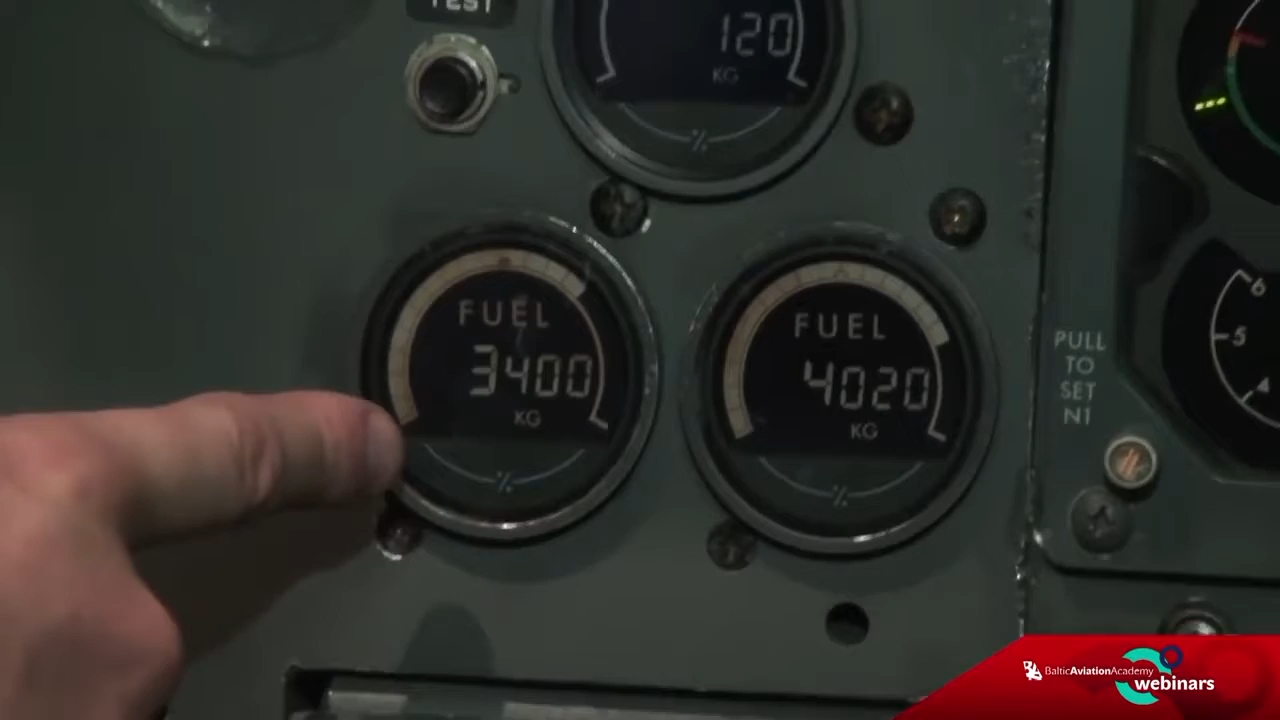 TEST
120
KG
%
FUEL
3400
KG
%
FUEL
4020
KG
%
PULL
TO
SET
N1
6
5
4
BalticAviationAcademy
webinars